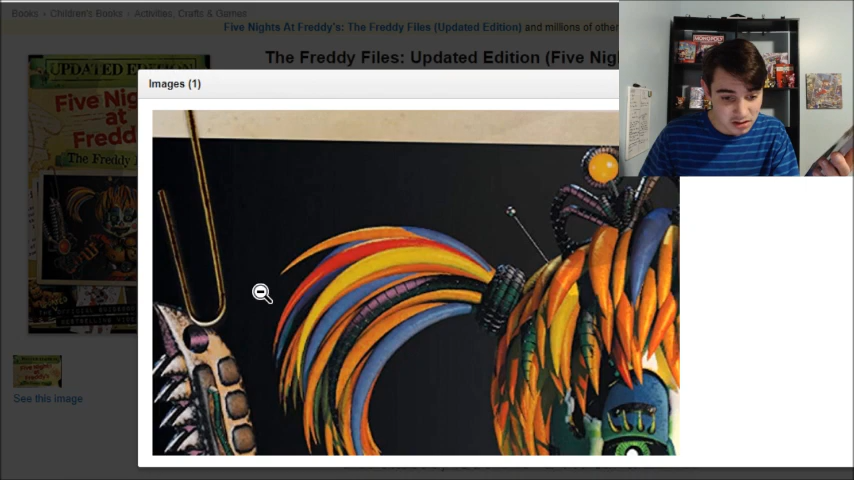 Books › Children's Books › Activities, Crafts & Games
Five Nights At Freddy's: The Freddy Files (Updated Edition) and millions of other
The Freddy Files: Updated Edition (Five Nig
Images (1)
UPDATED EDITION
Five Nig
at
Fredd
The Freddy
See this image
MONOPOLY